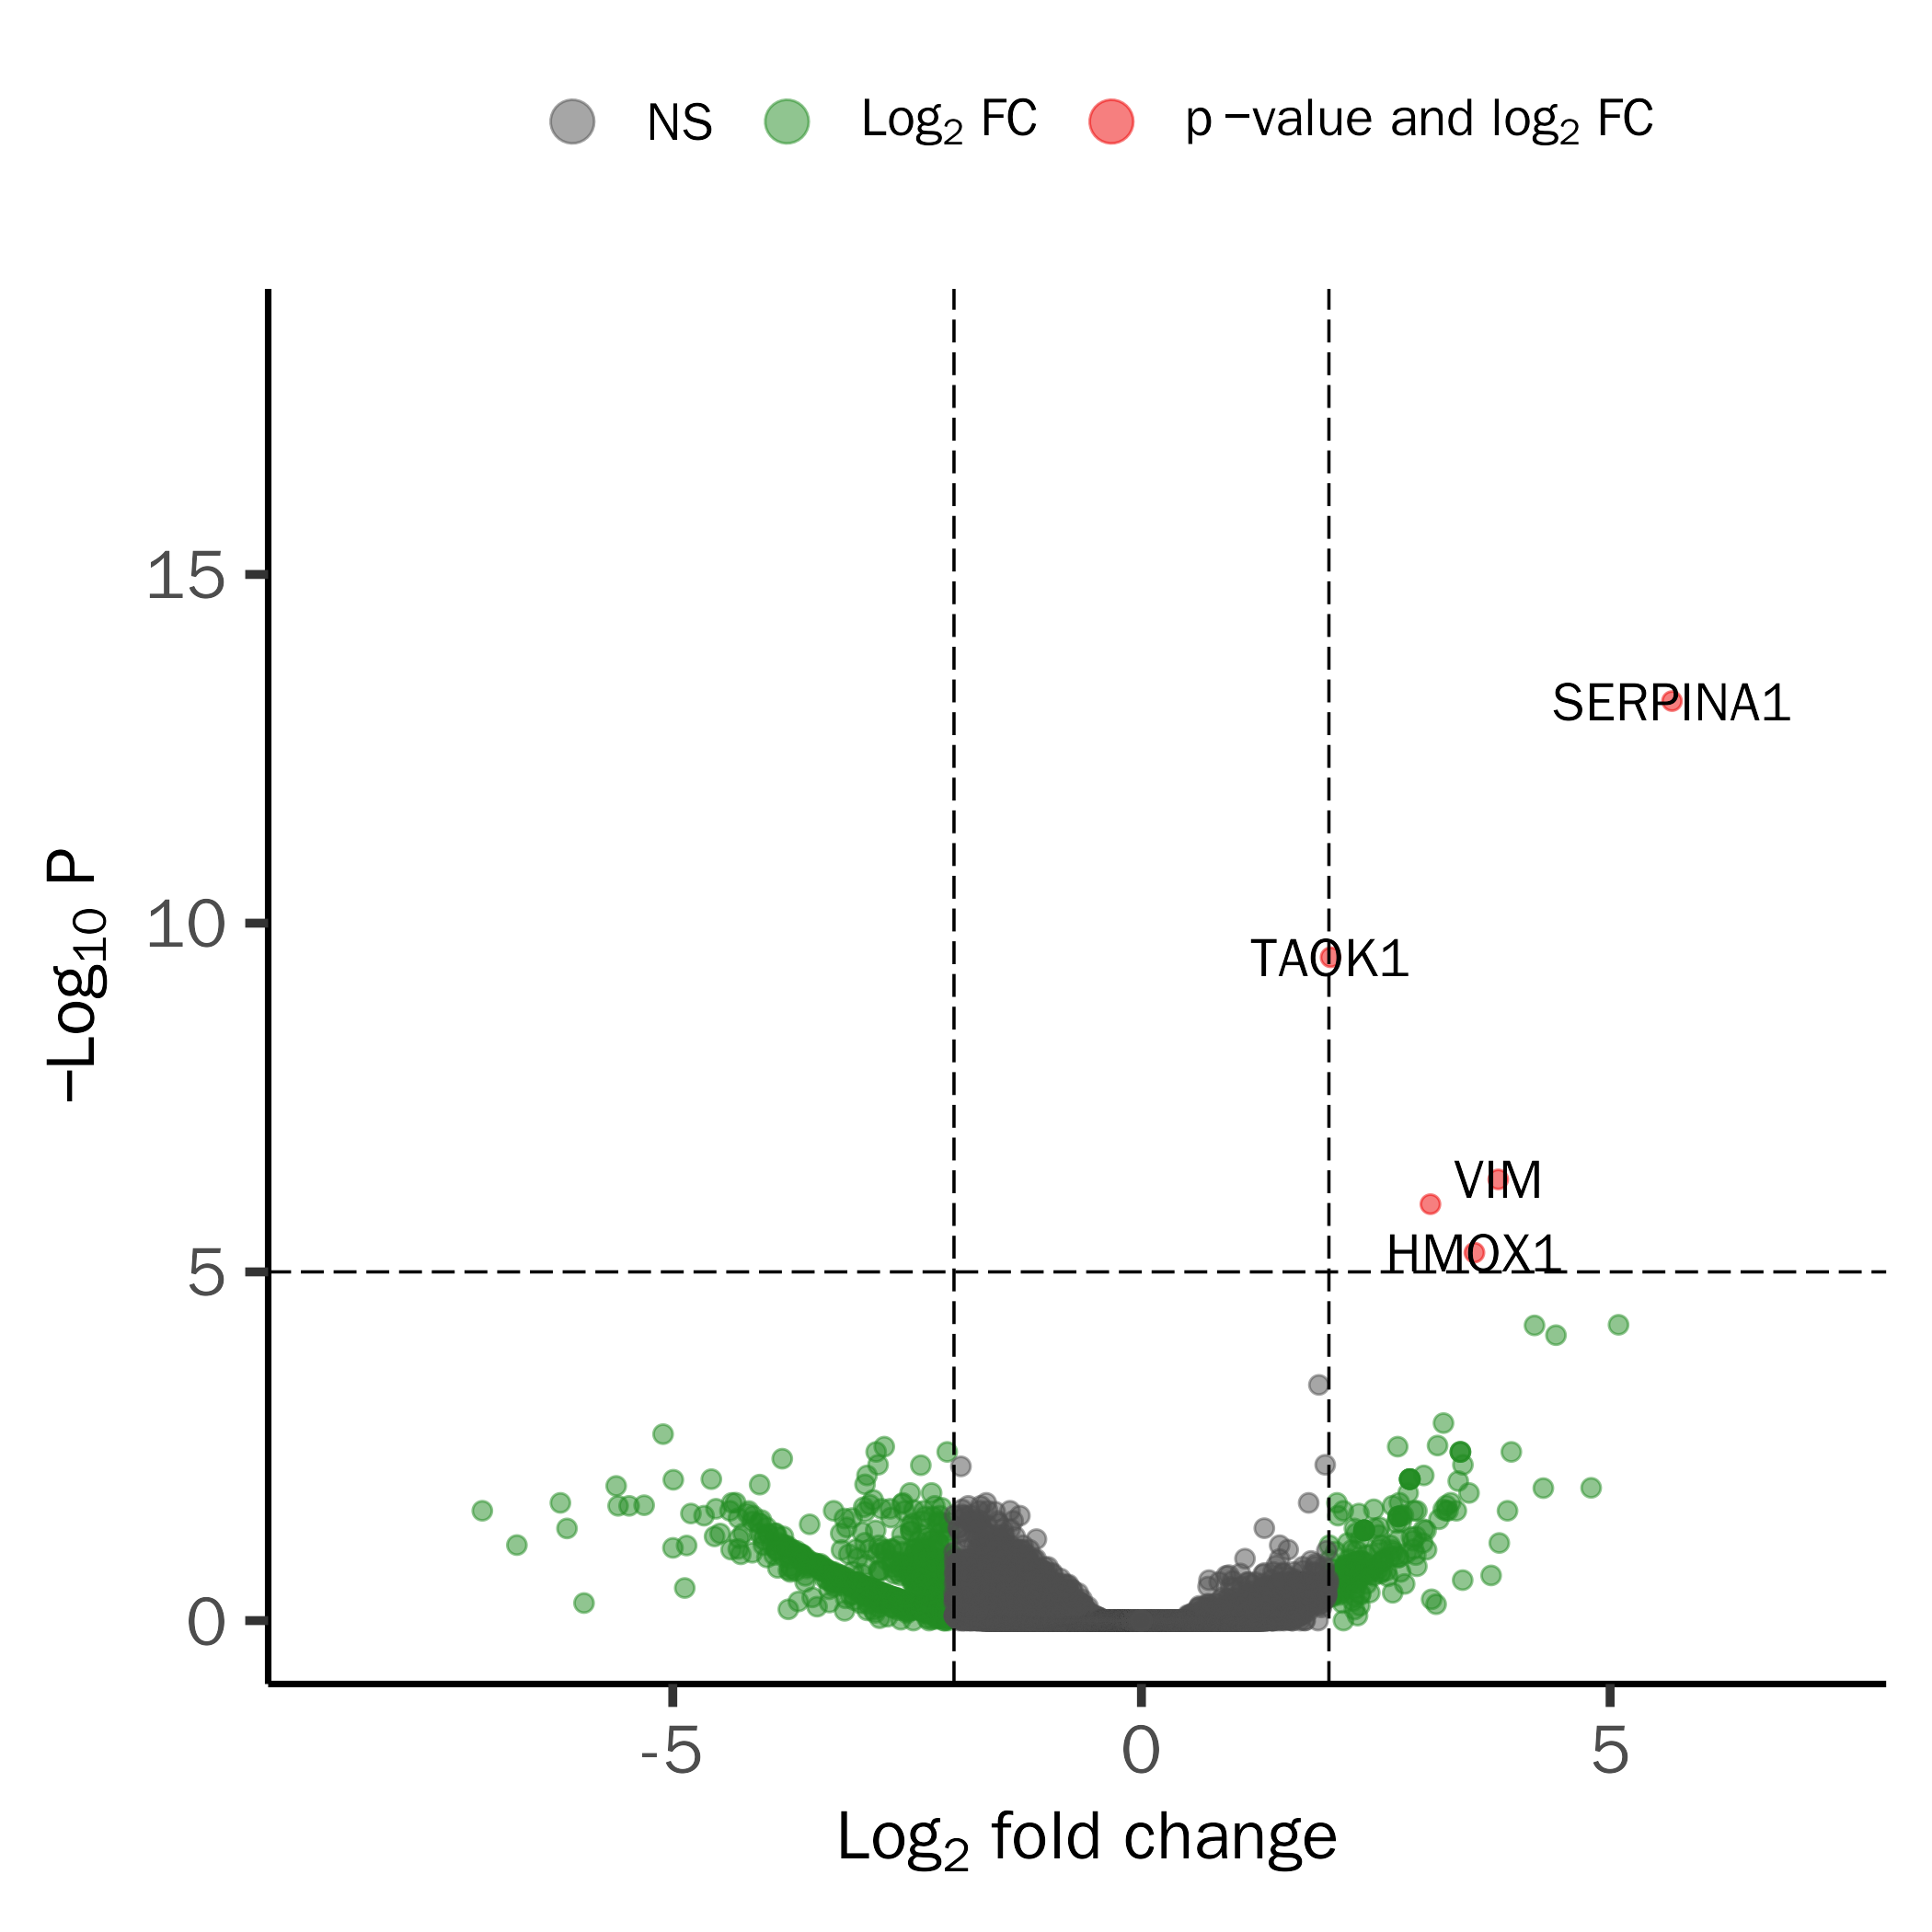 NS Log₂ FC p −value and log₂ FC
−Log₁₀ P
15
10
5
0
SERPINA1
TAOK1
VIM
HMOX1
-5 0 5
Log₂ fold change